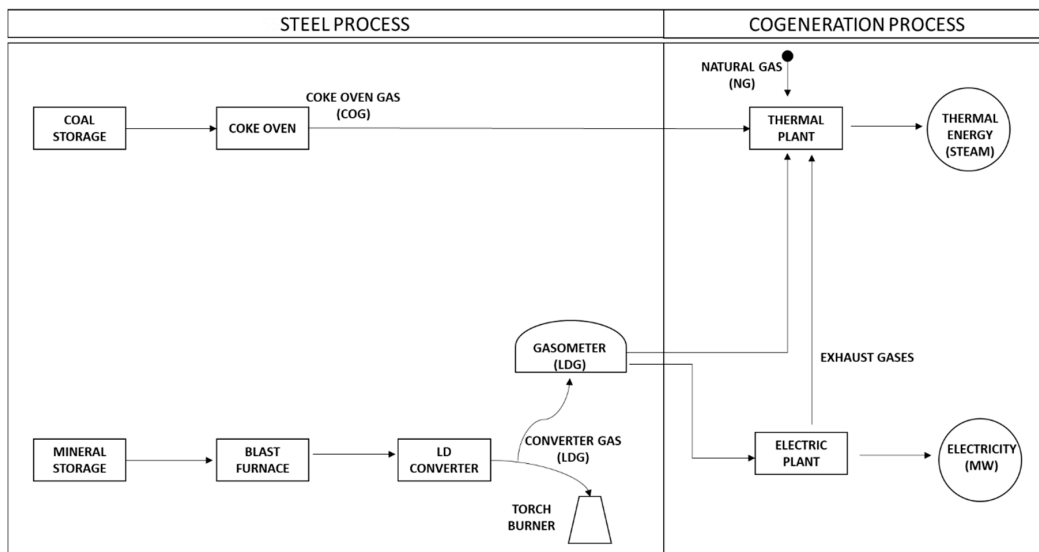 STEEL PROCESS
COGENERATION PROCESS
NATURAL GAS
(NG)
COKE OVEN GAS
(COG)
COAL
STORAGE
COKE OVEN
THERMAL
PLANT
THERMAL
ENERGY
(STEAM)
GASOMETER
(LDG)
EXHAUST GASES
MINERAL
STORAGE
BLAST
FURNACE
LD
CONVERTER
CONVERTER GAS
(LDG)
ELECTRIC
PLANT
ELECTRICITY
(MW)
TORCH
BURNER